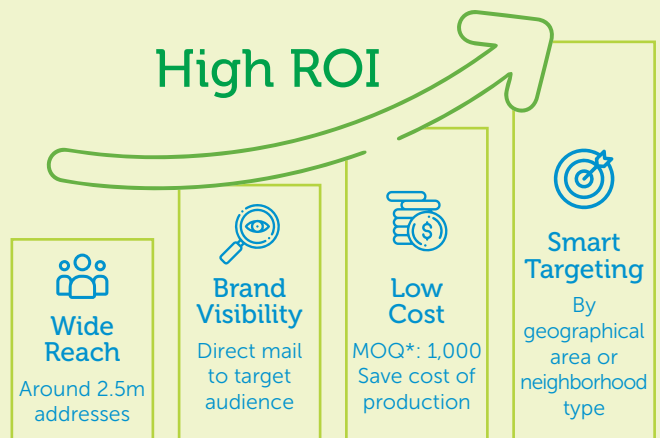 High ROI
Wide
Reach
Around 2.5m
addresses
Brand
Visibility
Direct mail
to target
audience
$
Low
Cost
MOQ*: 1,000
Save cost of
production
Smart
Targeting
By
geographical
area or
neighborhood
type